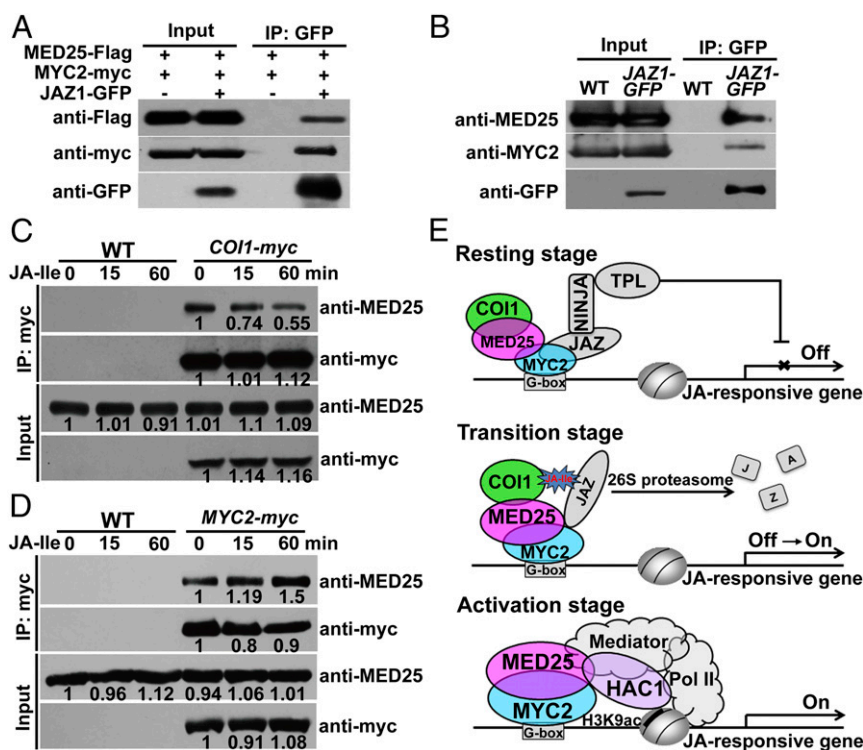 A
Input IP: GFP
MED25-Flag + + + +
MYC2-myc + + + +
JAZ1-GFP - + - +
anti-Flag
anti-myc
anti-GFP
B
Input IP: GFP
WT JAZ1-GFP WT JAZ1-GFP
anti-MED25
anti-MYC2
anti-GFP
C
WT COI1-myc
JA-Ile 0 15 60 0 15 60 min
IP: myc
anti-MED25
1 0.74 0.55
anti-myc
1 1.01 1.12
Input
anti-MED25
1 1.01 0.91 1.01 1.1 1.09
anti-myc
1 1.14 1.16
D
WT MYC2-myc
JA-Ile 0 15 60 0 15 60 min
IP: myc
anti-MED25
1 1.19 1.5
anti-myc
1 0.8 0.9
Input
anti-MED25
1 0.96 1.12 0.94 1.06 1.01
anti-myc
1 0.91 1.08
E
Resting stage
TPL
NINJA
COI1
MED25
JAZ
MYC2
G-box
Off
JA-responsive gene
Transition stage
COI1
JA-Ile
JAZ
26S proteasome
J
A
Z
MED25
MYC2
G-box
Off → On
JA-responsive gene
Activation stage
Mediator
MED25
HAC1
Pol II
MYC2
H3K9ac
G-box
On
JA-responsive gene